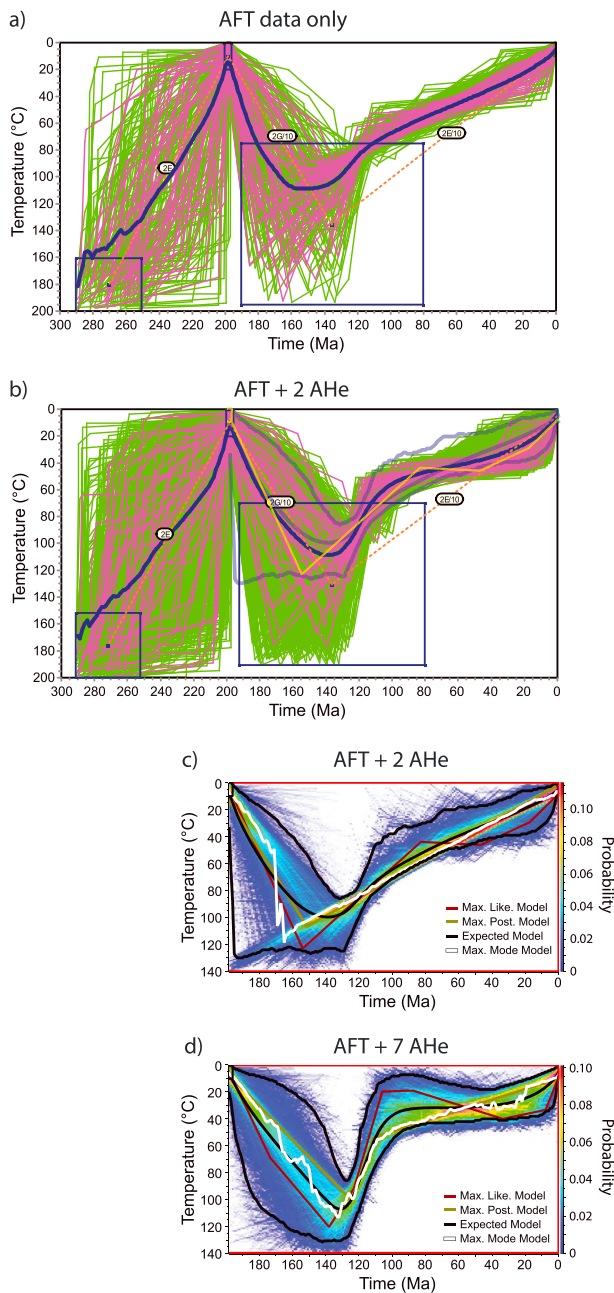 a) AFT data only
0
20
40
60
80
100
120
140
160
180
200
Temperature (°C)
2E
2G/10
2E/10
300 280 260 240 220 200 180 160 140 120 100 80 60 40 20 0
Time (Ma)
b) AFT + 2 AHe
0
20
40
60
80
100
120
140
160
180
200
Temperature (°C)
2E
2G/10
2E/10
300 280 260 240 220 200 180 160 140 120 100 80 60 40 20 0
Time (Ma)
c) AFT + 2 AHe
0
20
40
60
80
100
120
140
Temperature (°C)
Max. Like. Model
Max. Post. Model
Expected Model
Max. Mode Model
0.10
0.08
0.06
0.04
0.02
0
Probability
180 160 140 120 100 80 60 40 20 0
Time (Ma)
d) AFT + 7 AHe
0
20
40
60
80
100
120
140
Temperature (°C)
Max. Like. Model
Max. Post. Model
Expected Model
Max. Mode Model
0.10
0.08
0.06
0.04
0.02
0
Probability
180 160 140 120 100 80 60 40 20 0
Time (Ma)